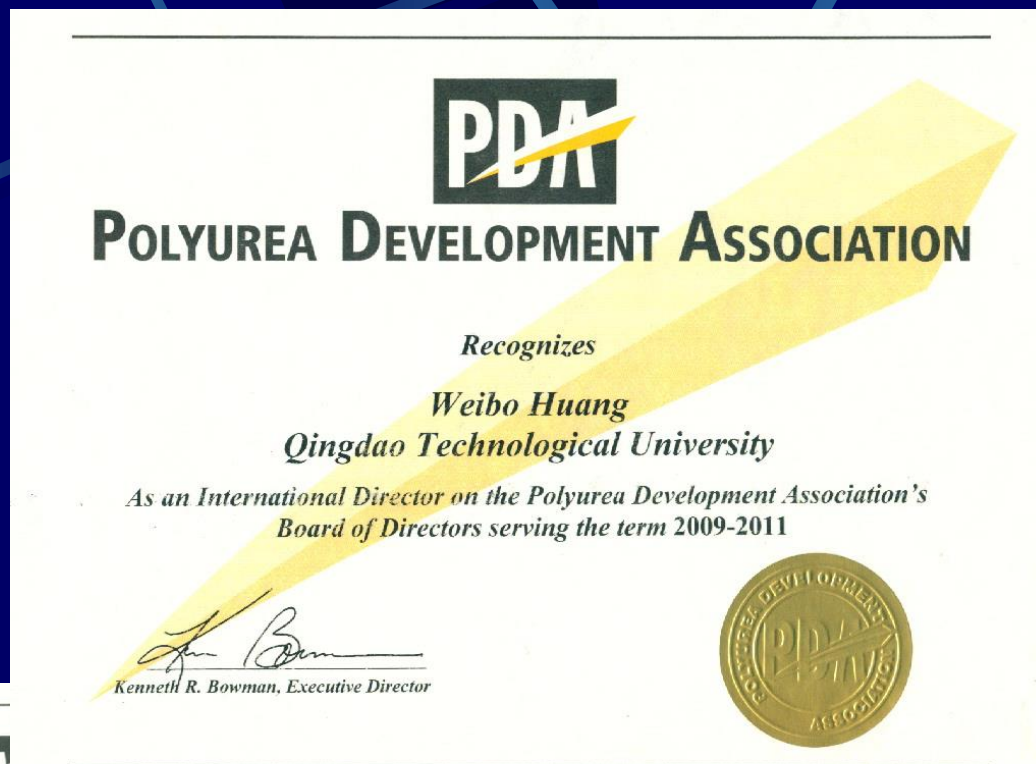 PDA
POLYUREA DEVELOPMENT ASSOCIATION
Recognizes
Weibo Huang
Qingdao Technological University
As an International Director on the Polyurea Development Association's
Board of Directors serving the term 2009-2011
Kenneth R. Bowman, Executive Director
POLYUREA DEVELOPMENT
PDA
ASSOCIATION